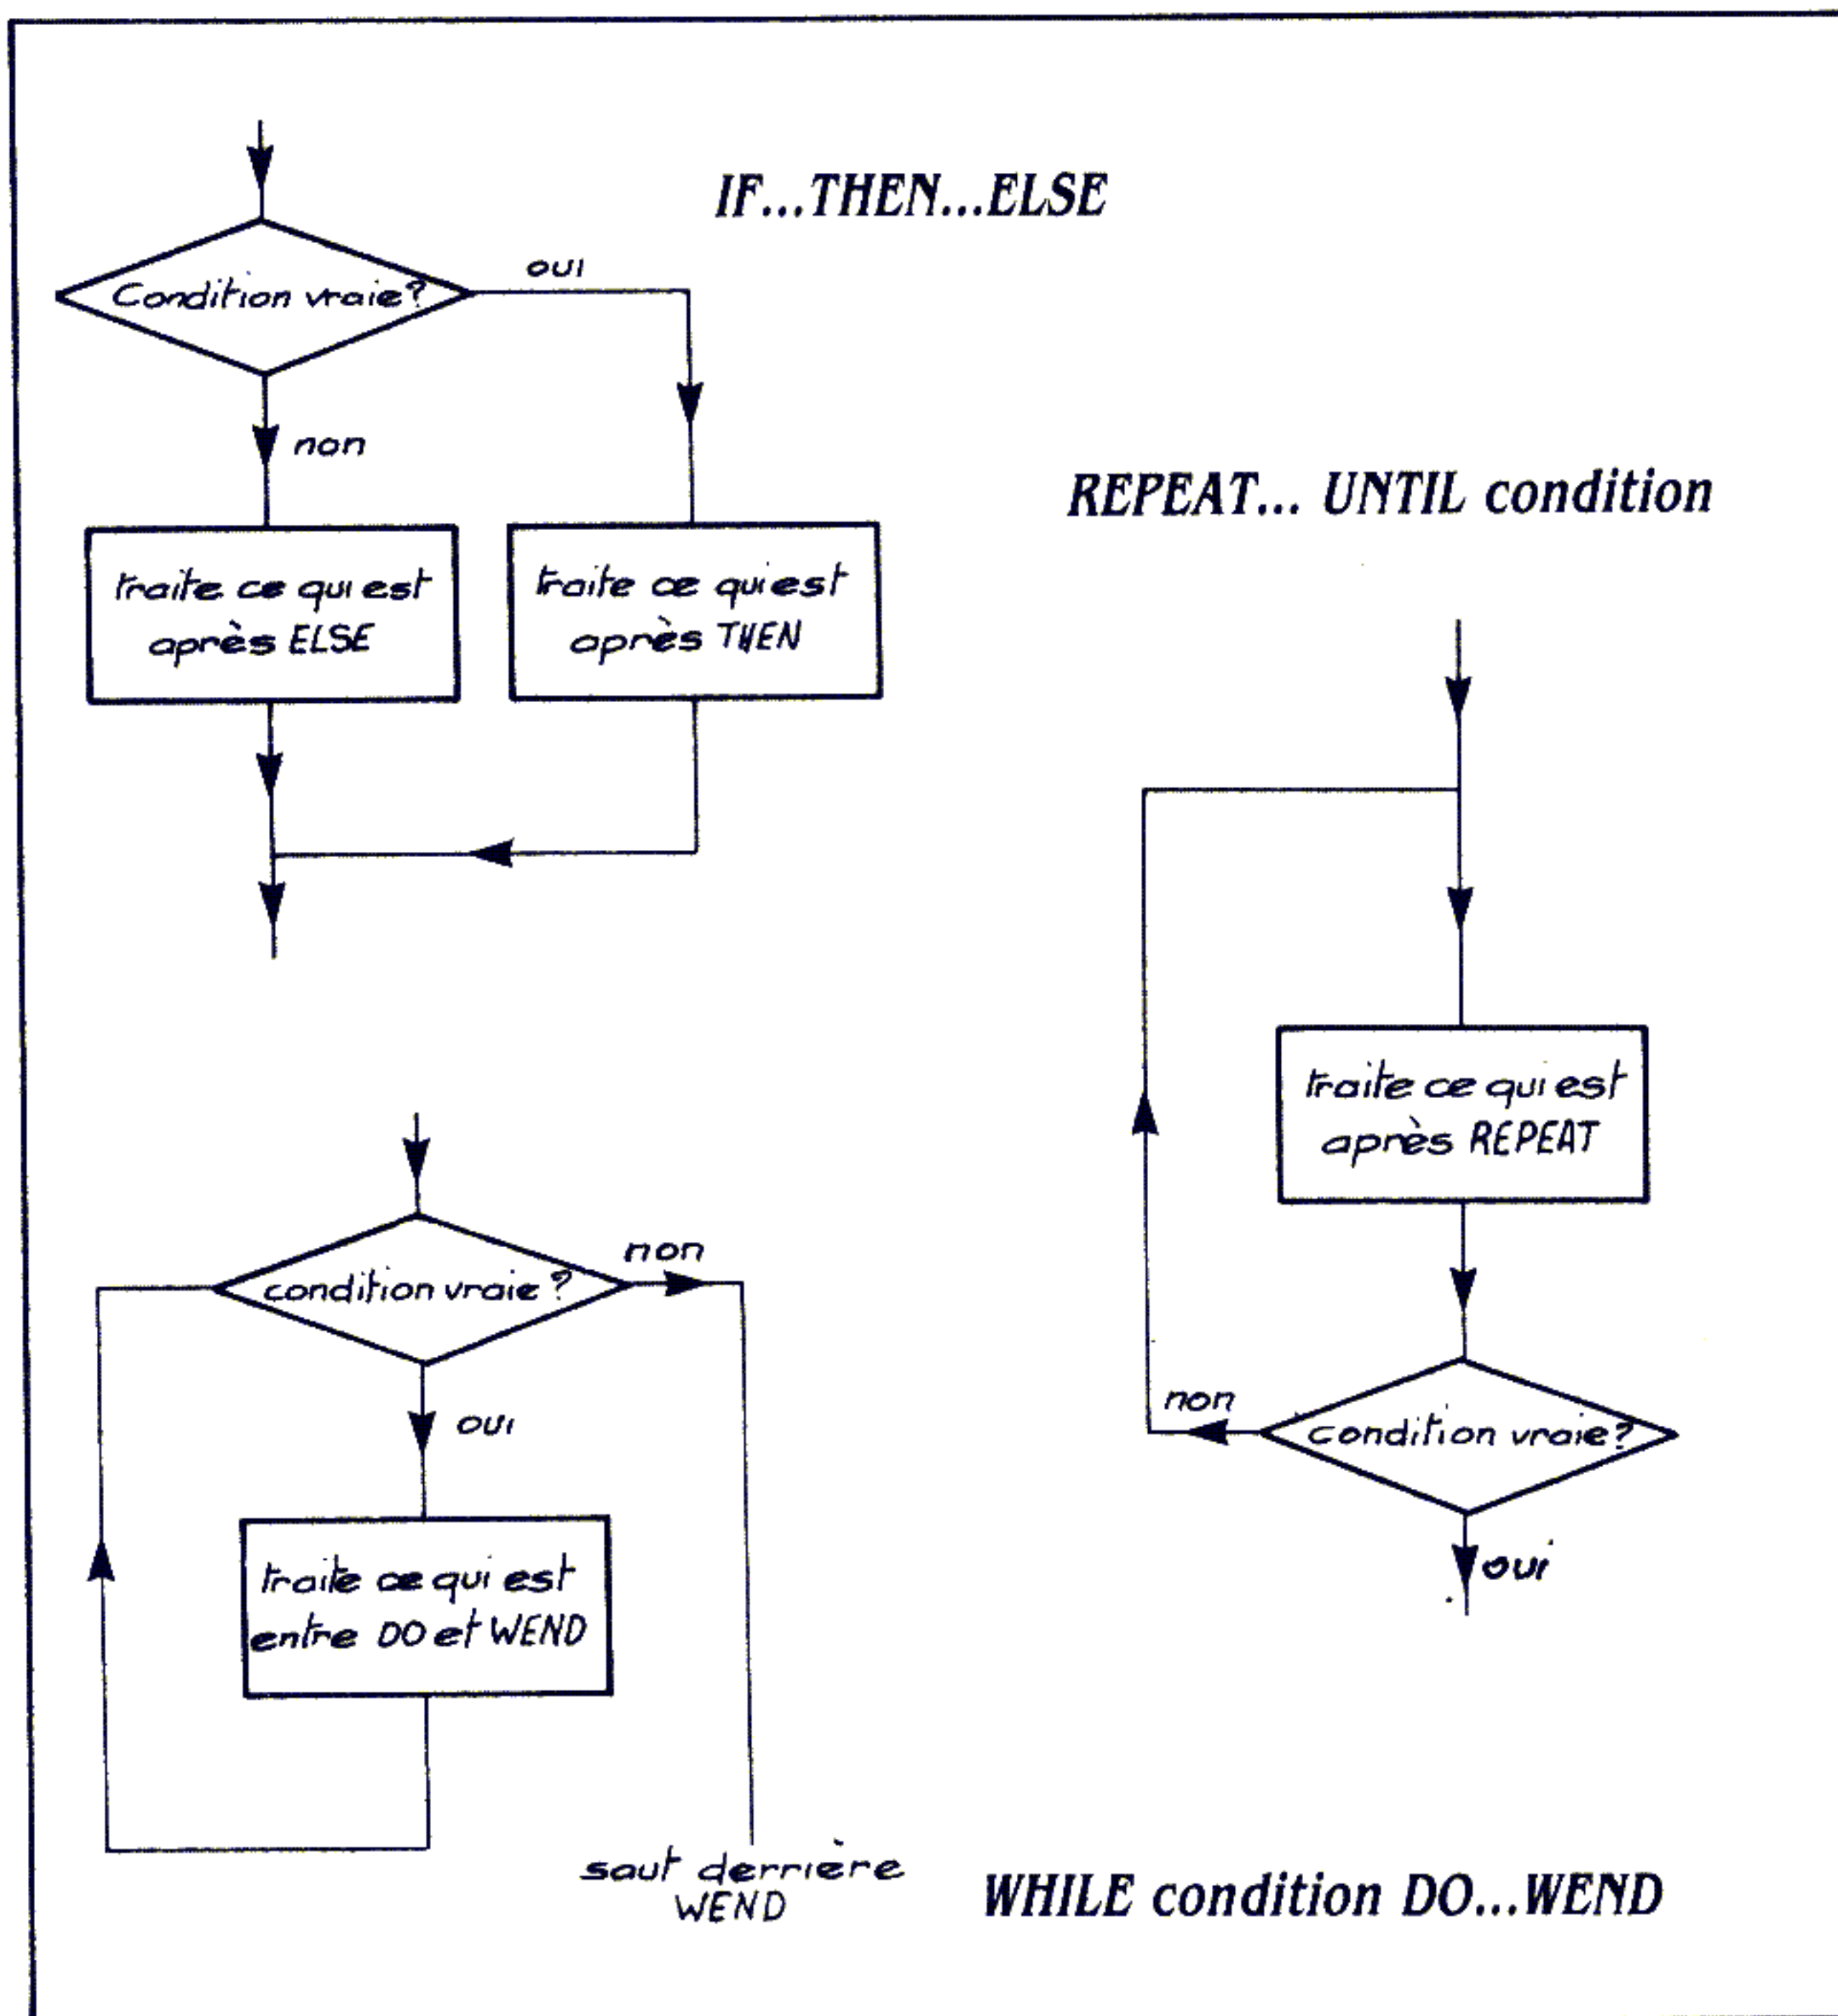 IF...THEN...ELSE
Condition vraie?
oui
non
traite ce qui est
après ELSE
traite ce qui est
après THEN
REPEAT... UNTIL condition
traite ce qui est
après REPEAT
non
condition vraie?
oui
condition vraie?
non
oui
traite ce qui est
entre DO et WEND
saut derrière
WEND
WHILE condition DO...WEND